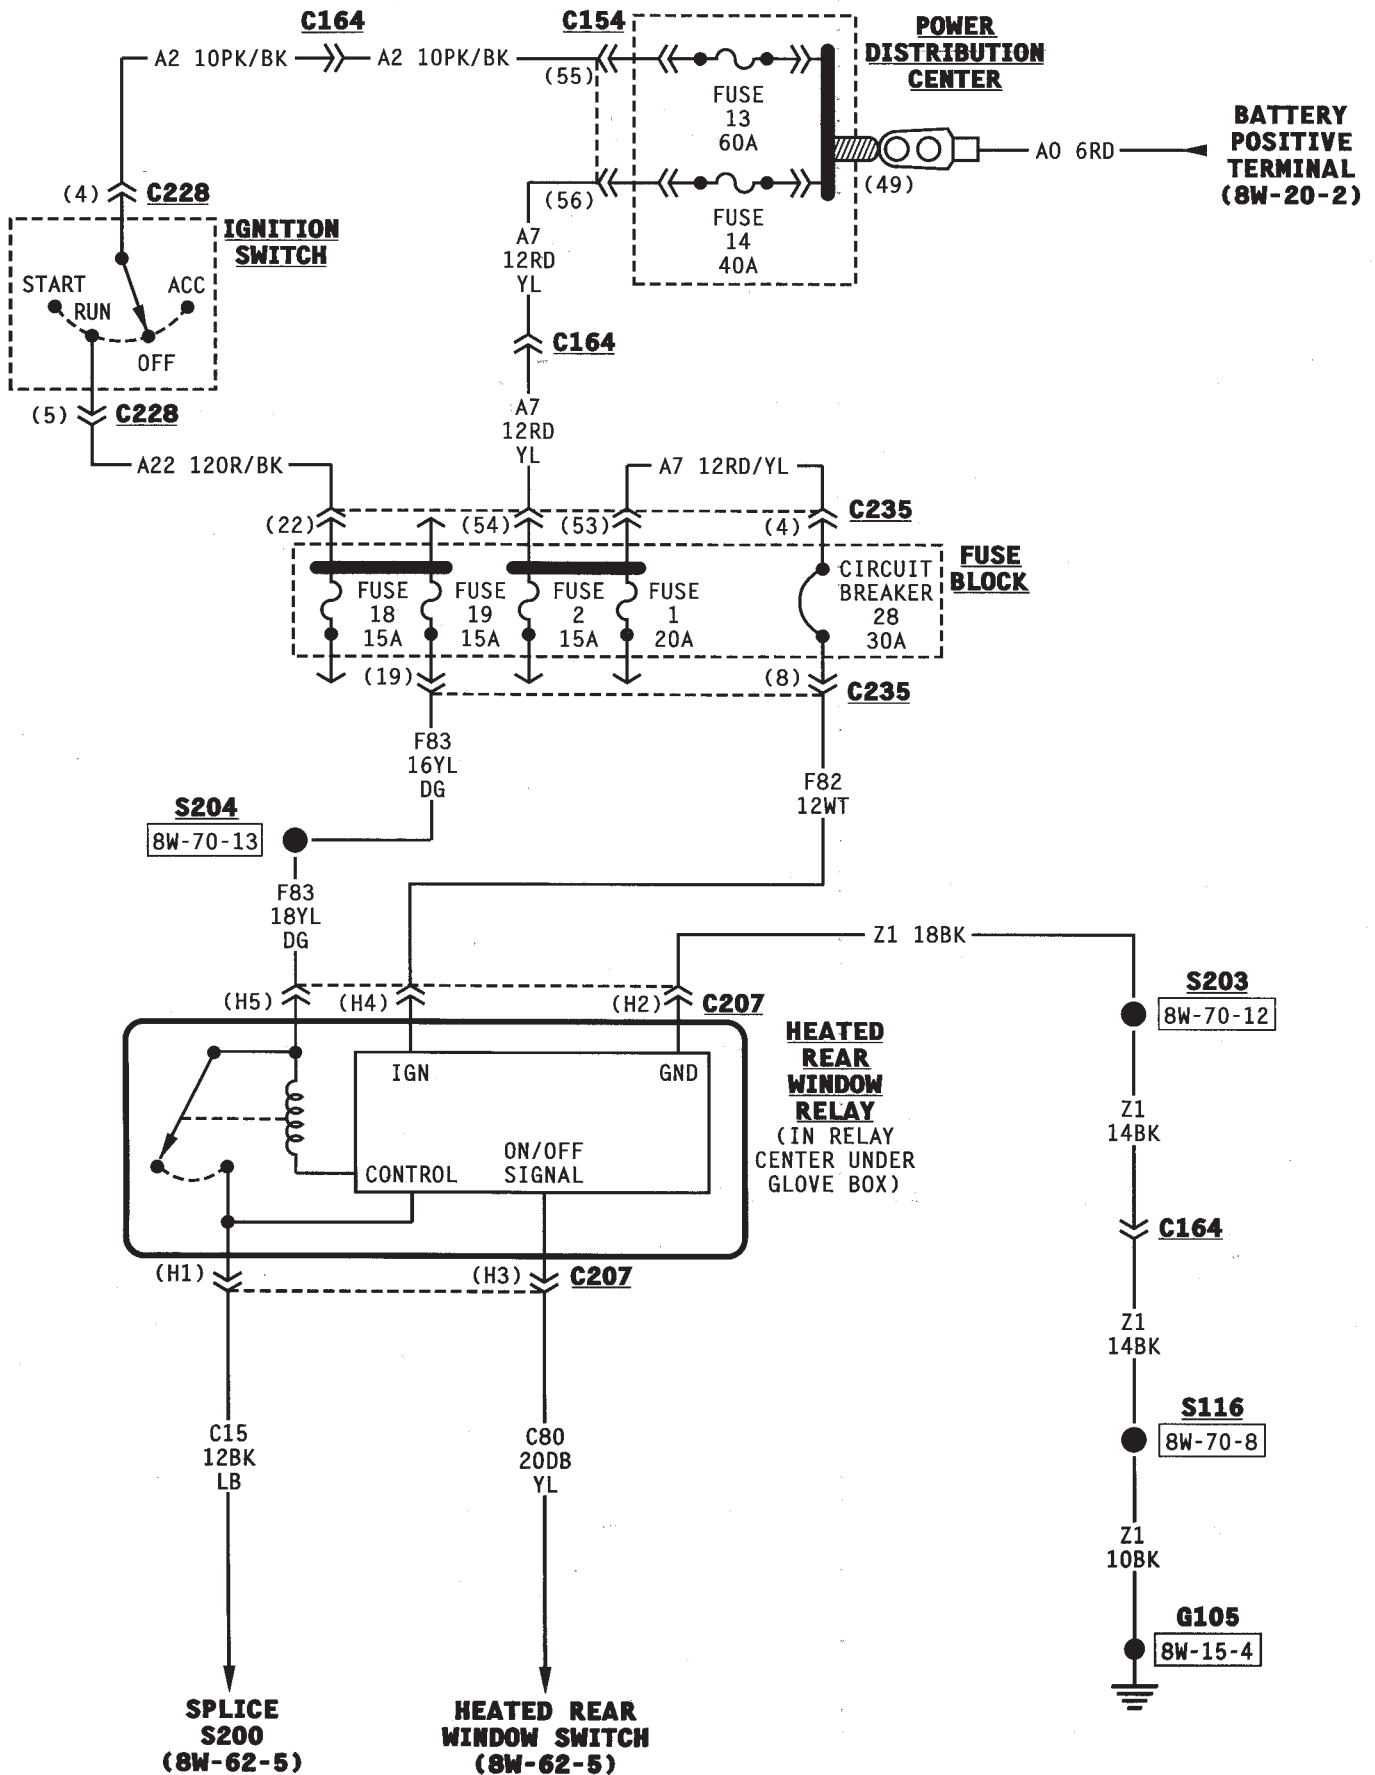 C164
C154
POWER
DISTRIBUTION
CENTER
A2 10PK/BK
A2 10PK/BK
(55)
FUSE
13
60A
BATTERY
POSITIVE
TERMINAL
(8W-20-2)
A0 6RD
(49)
(4)
C228
(56)
FUSE
14
40A
IGNITION
SWITCH
START
RUN
ACC
OFF
A7
12RD
YL
C164
(5)
C228
A7
12RD
YL
A22 12OR/BK
A7 12RD/YL
C235
(22)
(54)
(53)
(4)
FUSE
BLOCK
FUSE
18
15A
FUSE
19
15A
FUSE
2
15A
FUSE
1
20A
CIRCUIT
BREAKER
28
30A
(19)
(8)
C235
F83
16YL
DG
F82
12WT
S204
8W-70-13
F83
18YL
DG
Z1 18BK
S203
8W-70-12
(H5)
(H4)
(H2)
C207
HEATED
REAR
WINDOW
RELAY
(IN RELAY
CENTER UNDER
GLOVE BOX)
IGN
GND
CONTROL
ON/OFF
SIGNAL
Z1
14BK
C164
(H1)
(H3)
C207
Z1
14BK
S116
8W-70-8
C15
12BK
LB
C80
20DB
YL
Z1
10BK
G105
8W-15-4
SPLICE
S200
(8W-62-5)
HEATED REAR
WINDOW SWITCH
(8W-62-5)